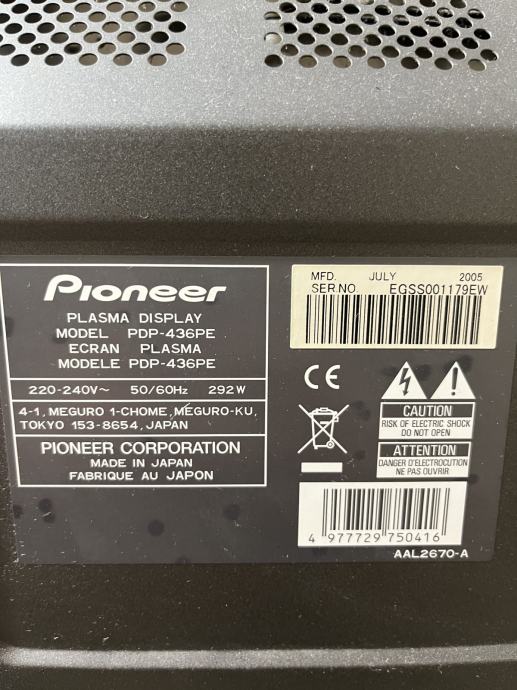 Pioneer
PLASMA DISPLAY
MODEL PDP-436PE
ECRAN PLASMA
MODELE PDP-436PE
220-240V~ 50/60Hz 292W
4-1, MEGURO 1-CHOME, MEGURO-KU,
TOKYO 153-8654, JAPAN
PIONEER CORPORATION
MADE IN JAPAN
FABRIQUE AU JAPON
MFD. JULY 2005
SER.NO. EGSS001179EW
CE
CAUTION
RISK OF ELECTRIC SHOCK
DO NOT OPEN
ATTENTION
DANGER D'ELECTROCUTION
NE PAS OUVRIR
4 977729 750416
AAL2670-A